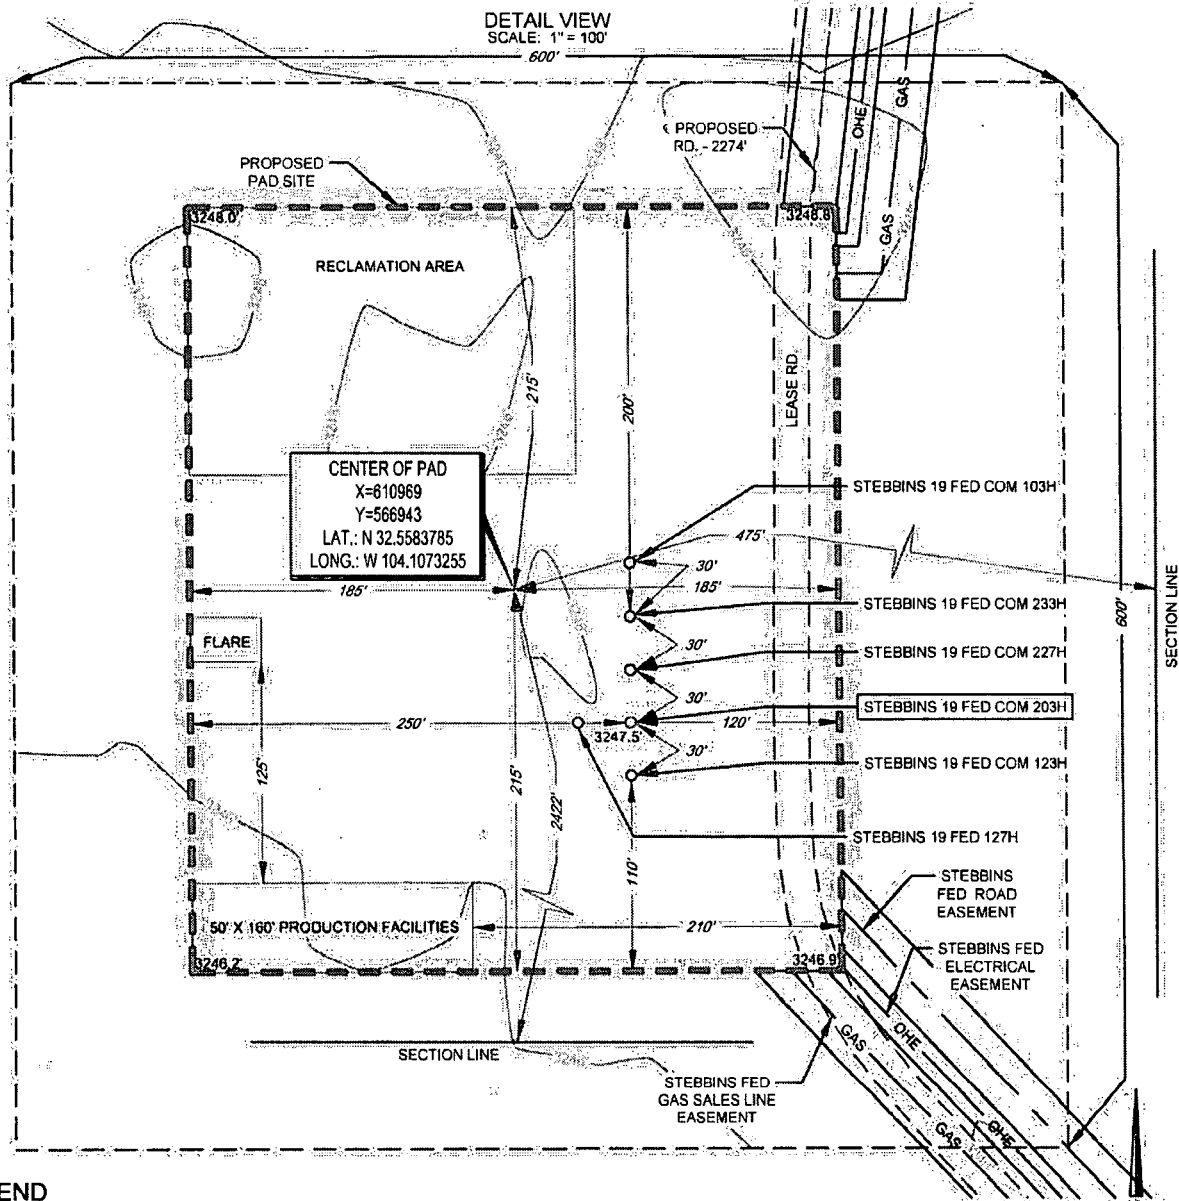 DETAIL VIEW
SCALE: 1" = 100'
600'
GAS
OHE
PROPOSED
RD. - 2274'
PROPOSED
PAD SITE
3248.0'
3248.8'
GAS
RECLAMATION AREA
LEASE RD.
215'
200'
CENTER OF PAD
X=610969
Y=566943
LAT.: N 32.5583785
LONG.: W 104.1073255
STEBBINS 19 FED COM 103H
475'
30'
185'
185'
STEBBINS 19 FED COM 233H
600'
SECTION LINE
FLARE
30'
STEBBINS 19 FED COM 227H
30'
STEBBINS 19 FED COM 203H
250'
120'
3247.5'
30'
125'
215'
2422'
STEBBINS 19 FED COM 123H
STEBBINS 19 FED 127H
110'
STEBBINS
FED ROAD
EASEMENT
50' X 160' PRODUCTION FACILITIES
210'
STEBBINS FED
ELECTRICAL
EASEMENT
3246.2'
3246.9'
SECTION LINE
GAS
OHE
STEBBINS FED
GAS SALES LINE
EASEMENT
GAS
OHE
END